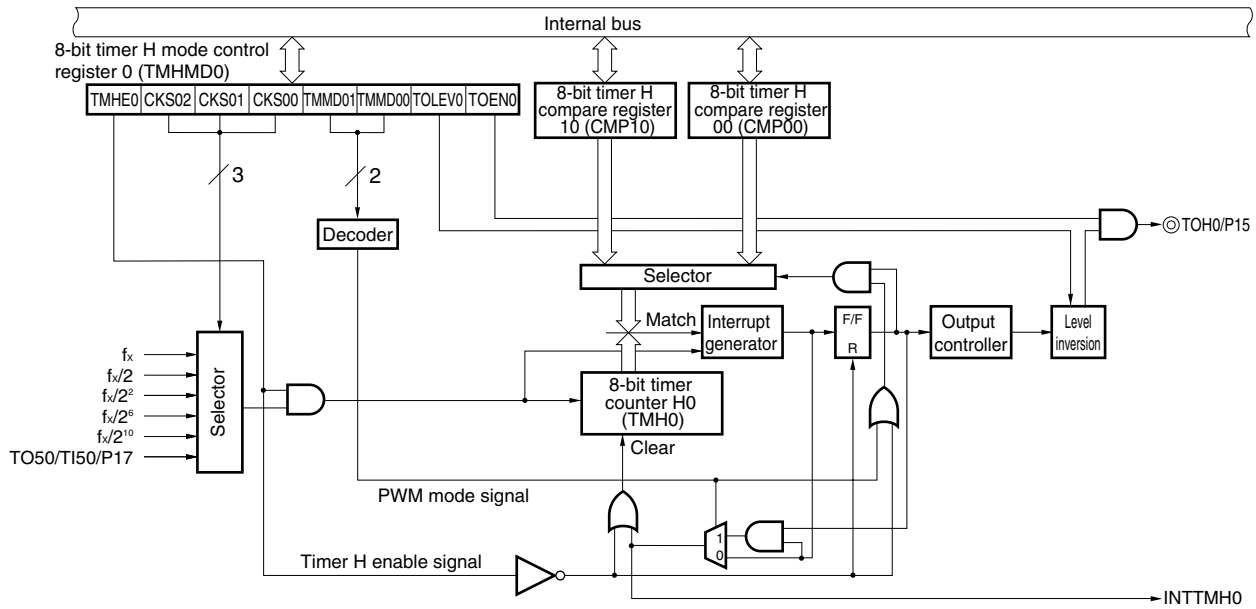 Internal bus
8-bit timer H mode control
register 0 (TMHMD0)
TMHE0 CKS02 CKS01 CKS00 TMMD01 TMMD00 TOLEV0 TOEN0
8-bit timer H
compare register
10 (CMP10)
8-bit timer H
compare register
00 (CMP00)
3
2
Decoder
TOH0/P15
Selector
Match
Interrupt
generator
F/F
R
Output
controller
Level
inversion
fX
fX/2
fX/2²
fX/2⁶
fX/2¹⁰
TO50/TI50/P17
Selector
8-bit timer
counter H0
(TMH0)
Clear
PWM mode signal
1
0
Timer H enable signal
INTTMH0